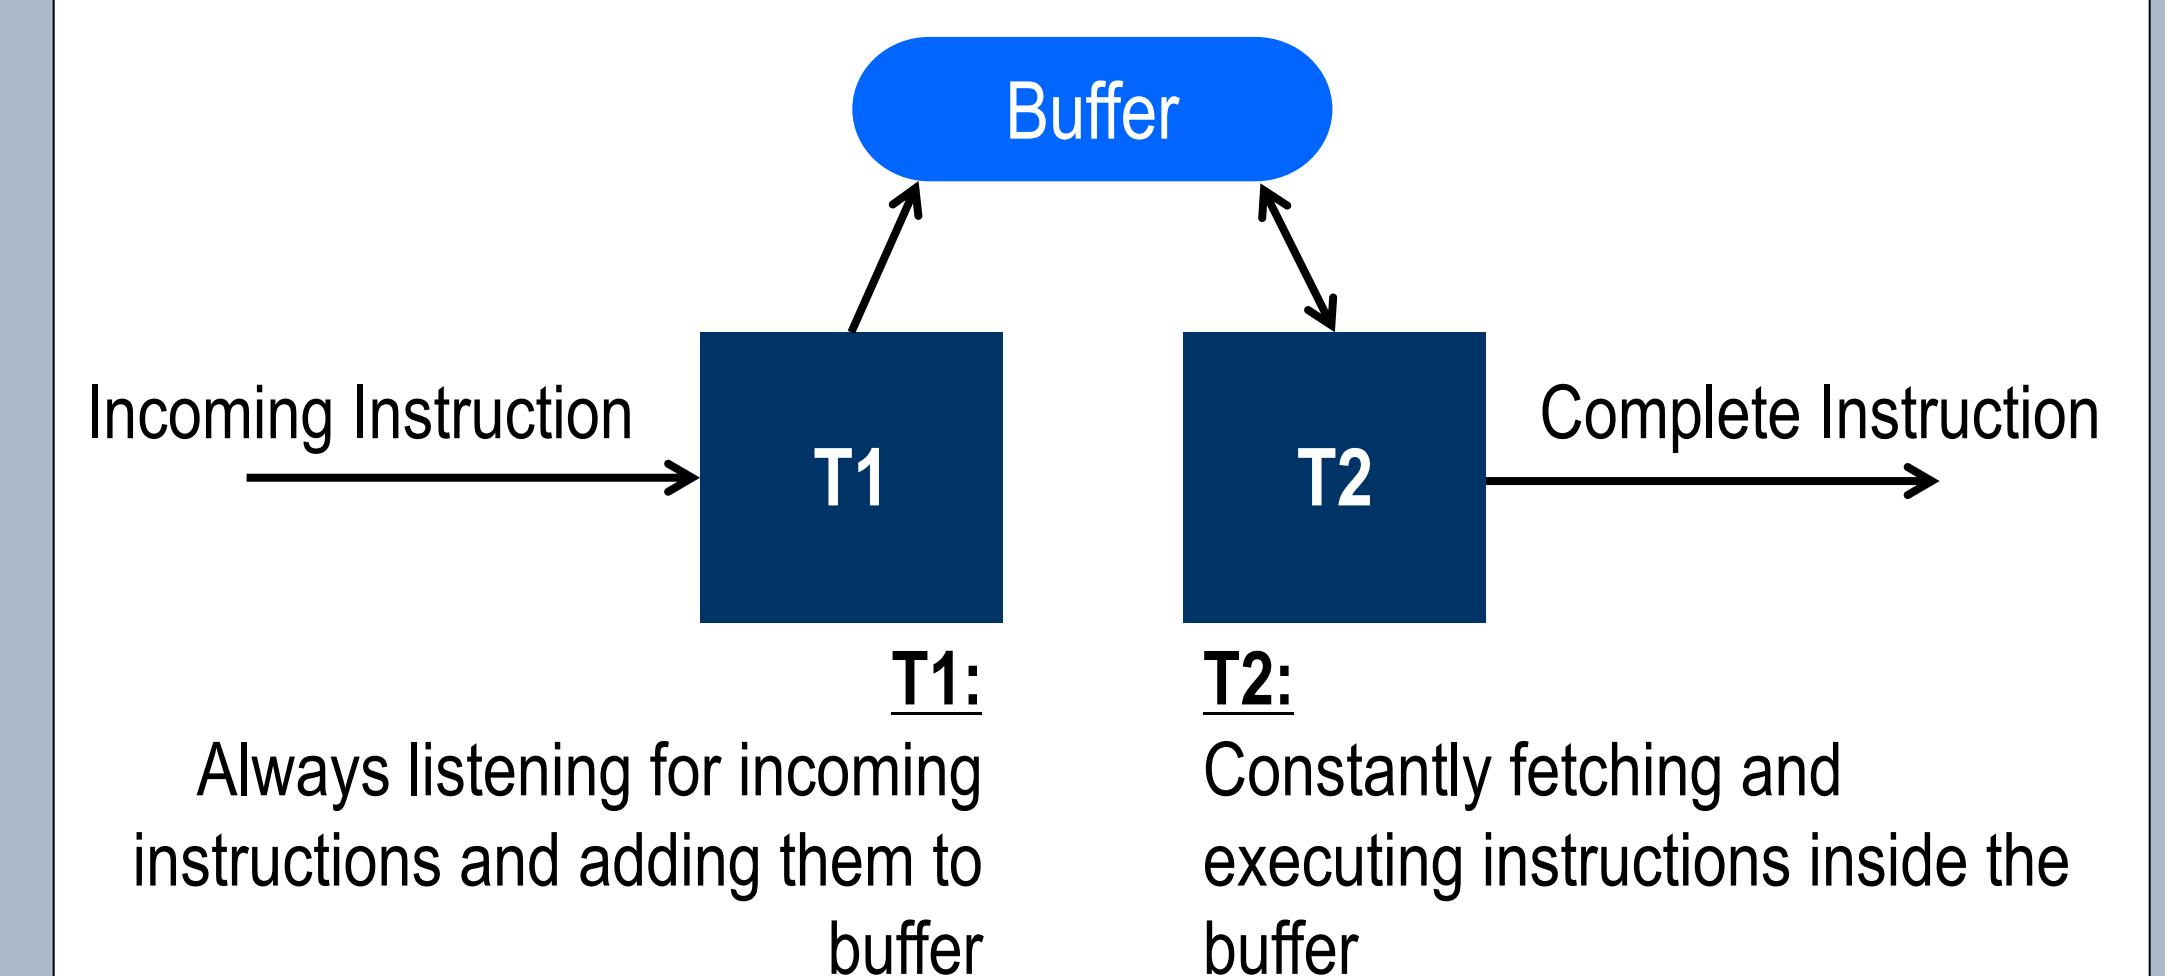 Buffer
Incoming Instruction
T1
T2
Complete Instruction
T1:
Always listening for incoming
instructions and adding them to
buffer
T2:
Constantly fetching and
executing instructions inside the
buffer